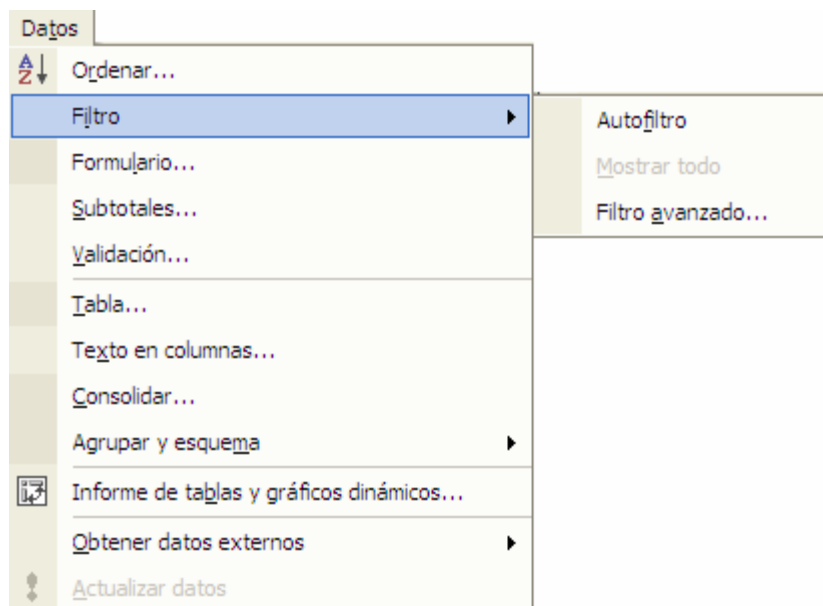 Datos
Ordenar...
Filtro
Autofiltro
Formulario...
Mostrar todo
Subtotales...
Filtro avanzado...
Validación...
Tabla...
Texto en columnas...
Consolidar...
Agrupar y esquema
Informe de tablas y gráficos dinámicos...
Obtener datos externos
Actualizar datos